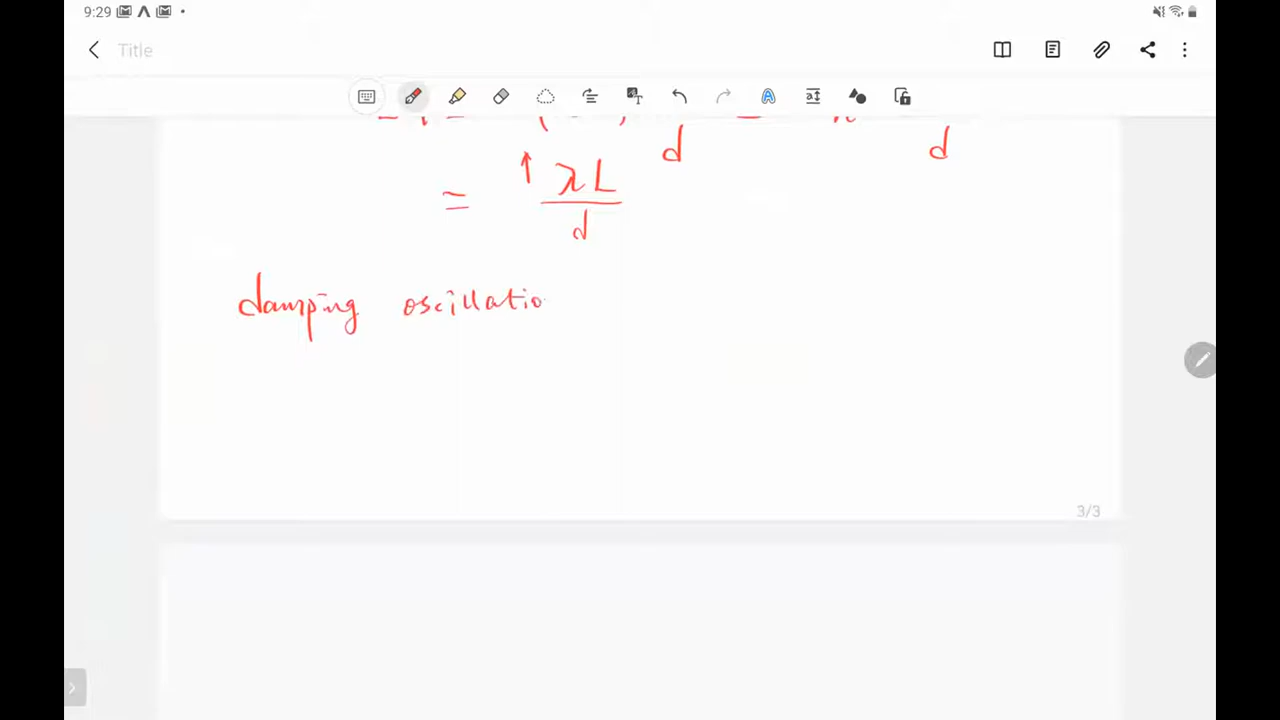 9:29
Title
d d
= ↑ λL
d
damping oscillatio
3/3